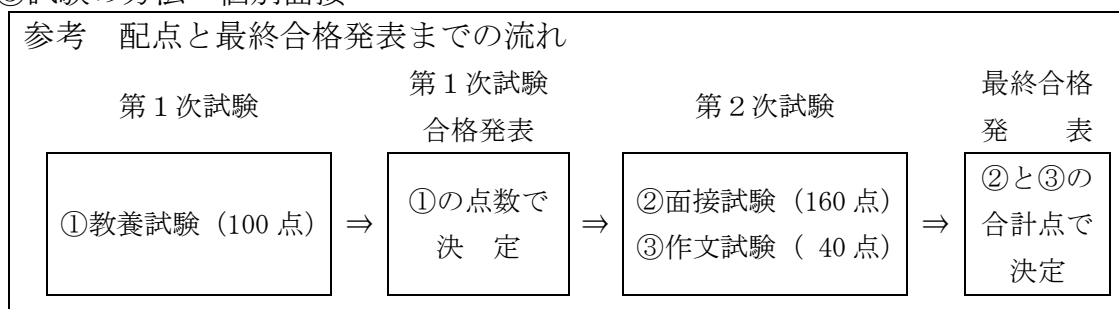 参考　配点と最終合格発表までの流れ
第１次試験
第１次試験
合格発表
第２次試験
最終合格
発　　表
①教養試験（100 点）
⇒
①の点数で
決　定
⇒
②面接試験（160 点）
③作文試験（ 40 点）
⇒
②と③の
合計点で
決定